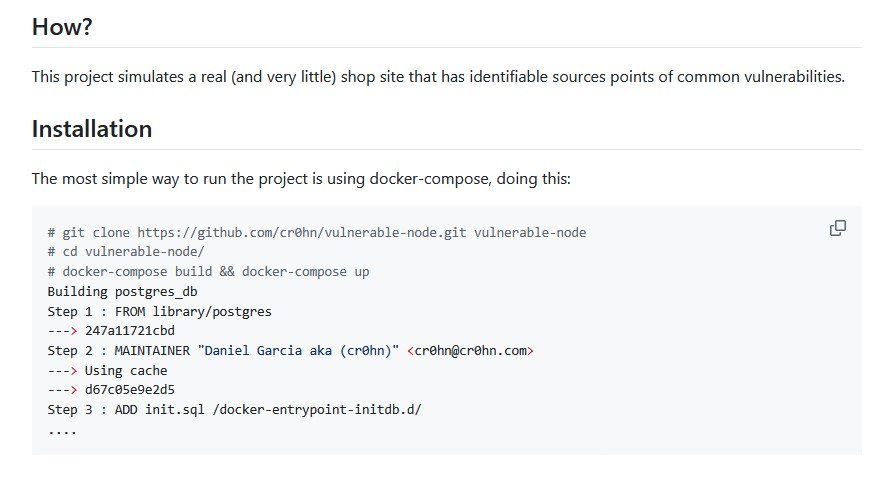 How?
This project simulates a real (and very little) shop site that has identifiable sources points of common vulnerabilities.
Installation
The most simple way to run the project is using docker-compose, doing this:
# git clone https://github.com/cr0hn/vulnerable-node.git vulnerable-node
# cd vulnerable-node/
# docker-compose build && docker-compose up
Building postgres_db
Step 1 : FROM library/postgres
---> 247a11721cbd
Step 2 : MAINTAINER "Daniel Garcia aka (cr0hn)" <cr0hn@cr0hn.com>
---> Using cache
---> d67c05e9e2d5
Step 3 : ADD init.sql /docker-entrypoint-initdb.d/
....